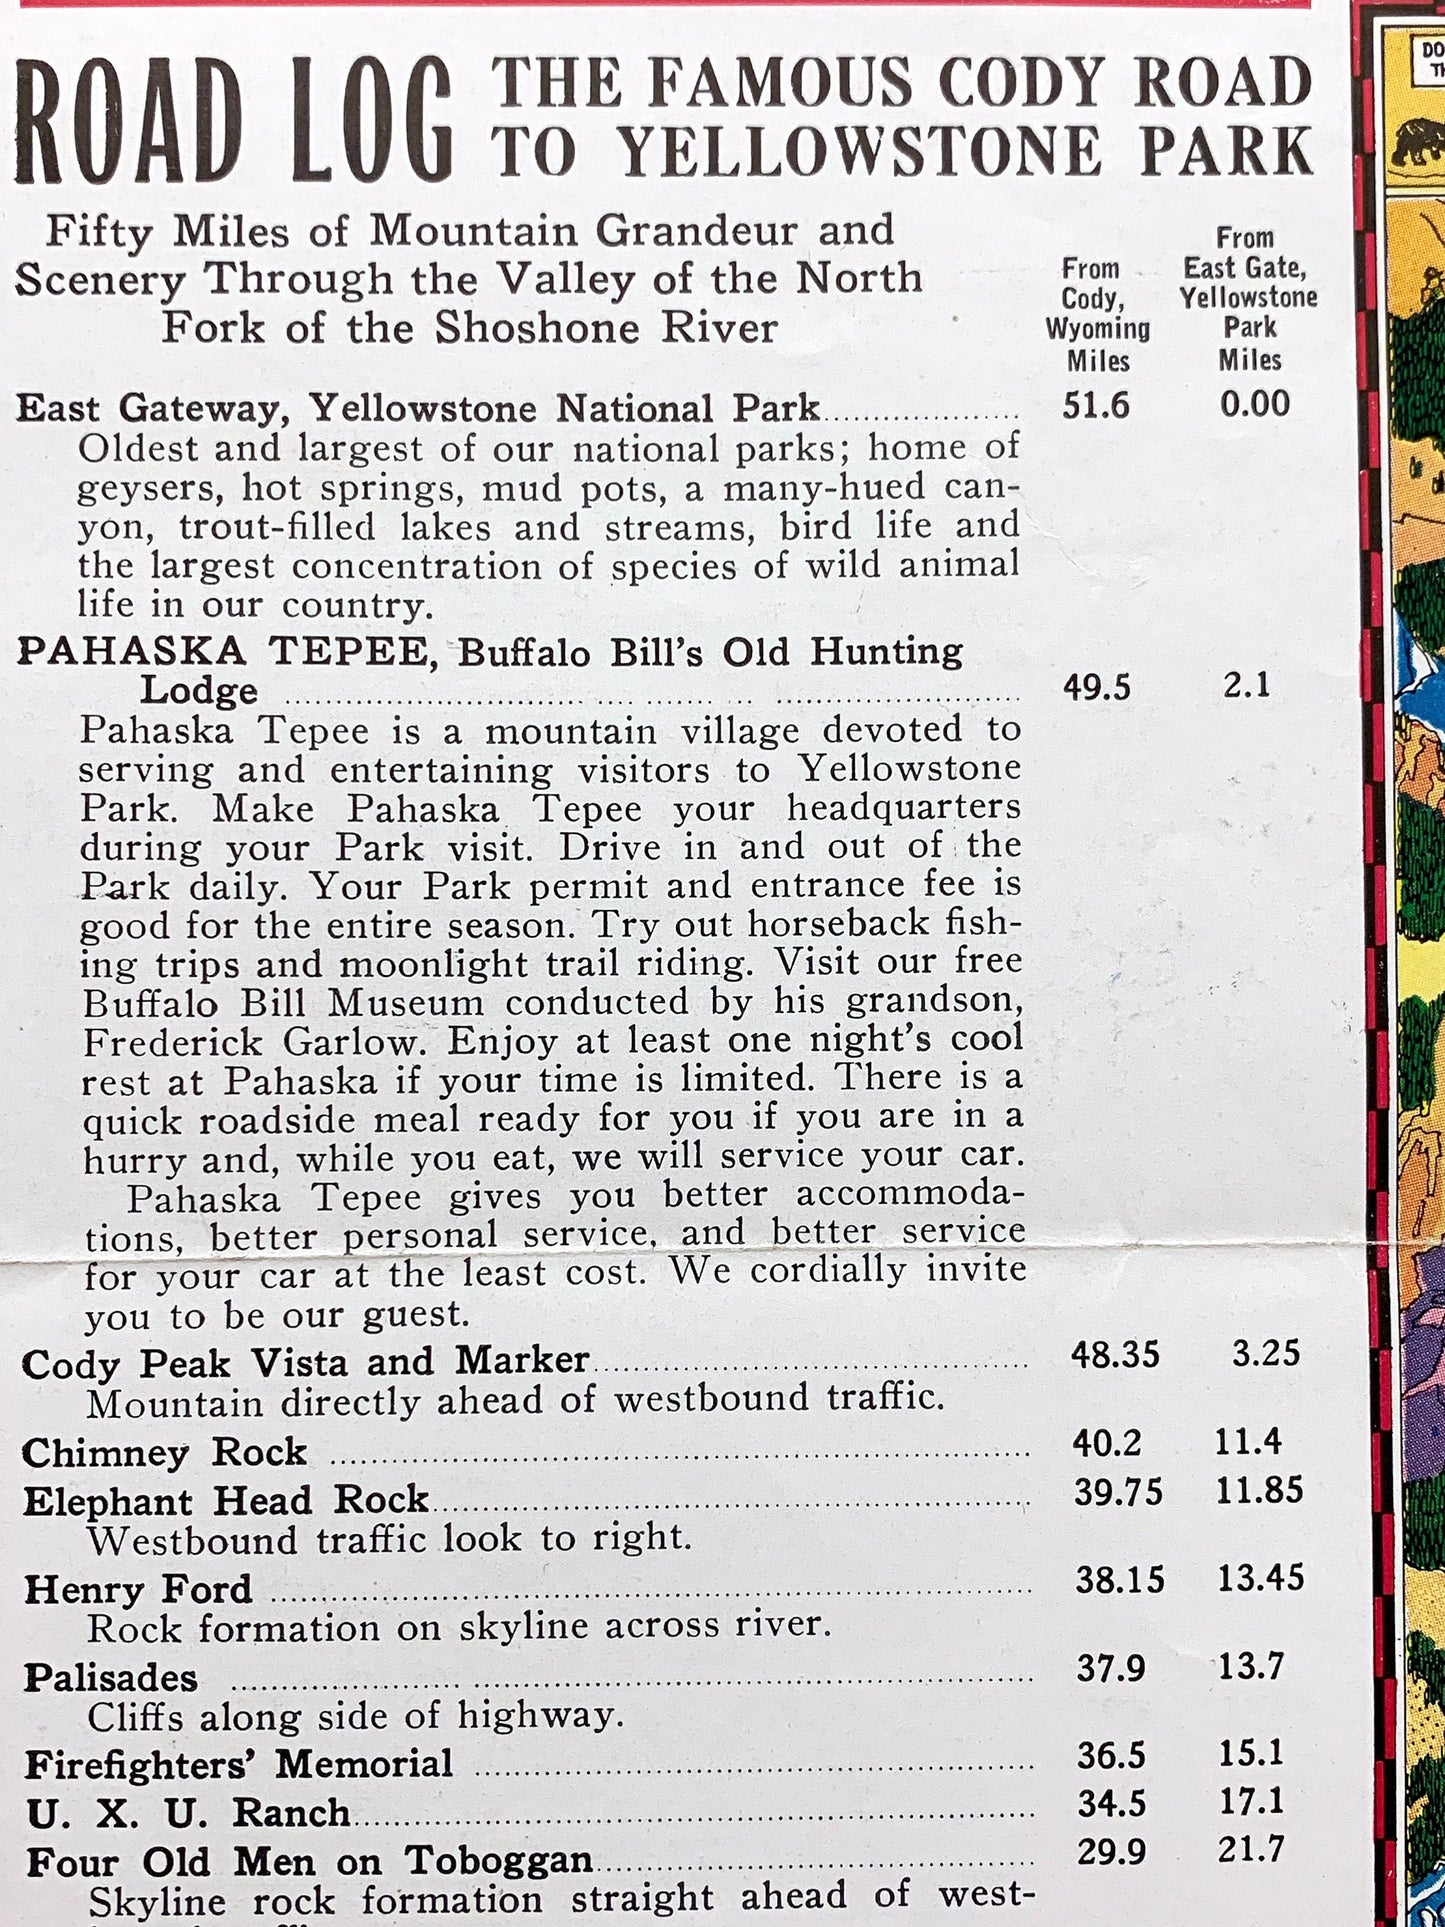 ROAD LOG THE FAMOUS CODY ROAD
TO YELLOWSTONE PARK
Fifty Miles of Mountain Grandeur and
Scenery Through the Valley of the North
Fork of the Shoshone River
From
Cody,
Wyoming
Miles
From
East Gate,
Yellowstone
Park
Miles
East Gateway, Yellowstone National Park.................... 51.6 0.00
Oldest and largest of our national parks; home of
geysers, hot springs, mud pots, a many-hued can-
yon, trout-filled lakes and streams, bird life and
the largest concentration of species of wild animal
life in our country.
PAHASKA TEPEE, Buffalo Bill's Old Hunting
Lodge .................................................. 49.5 2.1
Pahaska Tepee is a mountain village devoted to
serving and entertaining visitors to Yellowstone
Park. Make Pahaska Tepee your headquarters
during your Park visit. Drive in and out of the
Park daily. Your Park permit and entrance fee is
good for the entire season. Try out horseback fish-
ing trips and moonlight trail riding. Visit our free
Buffalo Bill Museum conducted by his grandson,
Frederick Garlow. Enjoy at least one night's cool
rest at Pahaska if your time is limited. There is a
quick roadside meal ready for you if you are in a
hurry and, while you eat, we will service your car.
Pahaska Tepee gives you better accommoda-
tions, better personal service, and better service
for your car at the least cost. We cordially invite
you to be our guest.
Cody Peak Vista and Marker........................................ 48.35 3.25
Mountain directly ahead of westbound traffic.
Chimney Rock .................................................. 40.2 11.4
Elephant Head Rock.................................................. 39.75 11.85
Westbound traffic look to right.
Henry Ford .................................................. 38.15 13.45
Rock formation on skyline across river.
Palisades .................................................. 37.9 13.7
Cliffs along side of highway.
Firefighters' Memorial .................................................. 36.5 15.1
U. X. U. Ranch.................................................. 34.5 17.1
Four Old Men on Toboggan........................................ 29.9 21.7
Skyline rock formation straight ahead of west-
DO